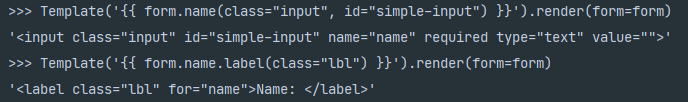 >>> Template('{{ form.name(class="input", id="simple-input") }}').render(form=form)
'<input class="input" id="simple-input" name="name" required type="text" value="">'
>>> Template('{{ form.name.label(class="lbl") }}').render(form=form)
'<label class="lbl" for="name">Name: </label>'